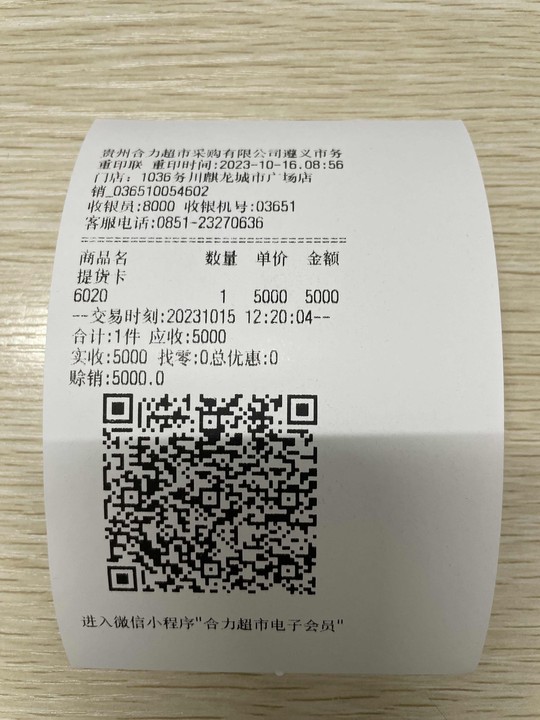 贵州合力超市采购有限公司遵义市务
重印联 重印时间:2023-10-16.08:56
门店: 1036务川麒龙城市广场店
销_036510054602
收银员:8000 收银机号:03651
客服电话:0851-23270636
================================
商品名 数量 单价 金额
提货卡
6020 1 5000 5000
--交易时刻:20231015 12:20:04--
合计:1件 应收:5000
实收:5000 找零:0总优惠:0
赊销:5000.0
进入微信小程序"合力超市电子会员"